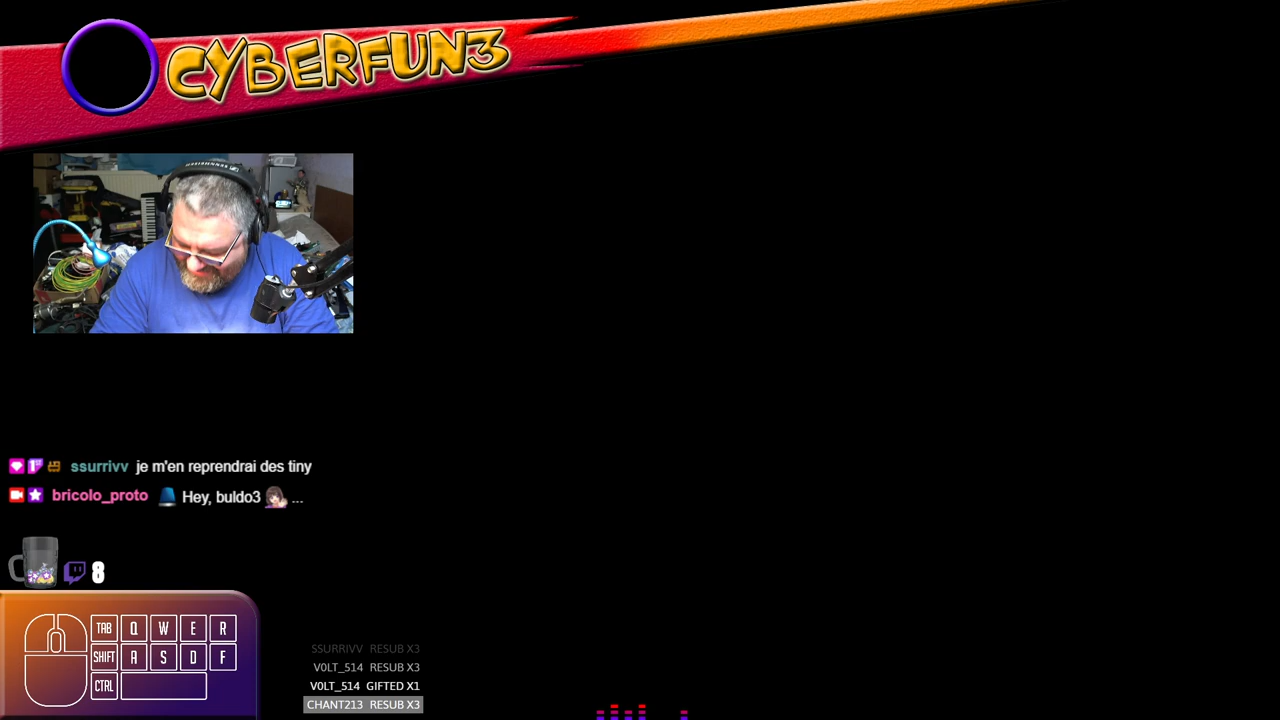 CYBERFUN3
SENNHEISER
ssurrivv je m'en reprendrai des tiny
bricolo_proto Hey, buldo3 ...
8
TAB Q W E R
SHIFT A S D F
CTRL
SSURRIVV RESUB X3
V0LT_514 RESUB X3
V0LT_514 GIFTED X1
CHANT213 RESUB X3